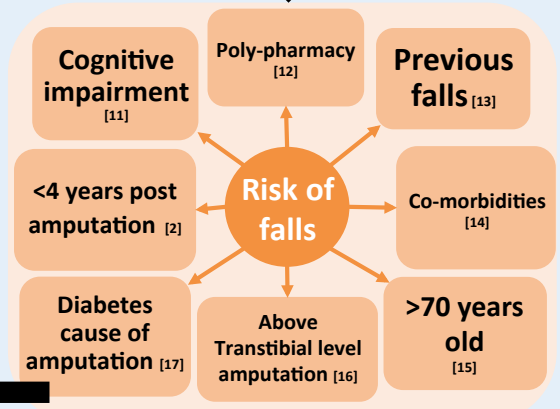 Cognitive
impairment
[11]
Poly-pharmacy
[12]
Previous
falls [13]
<4 years post
amputation [2]
Risk of
falls
Co-morbidities
[14]
Diabetes
cause of
amputation [17]
Above
Transtibial level
amputation [16]
>70 years
old
[15]